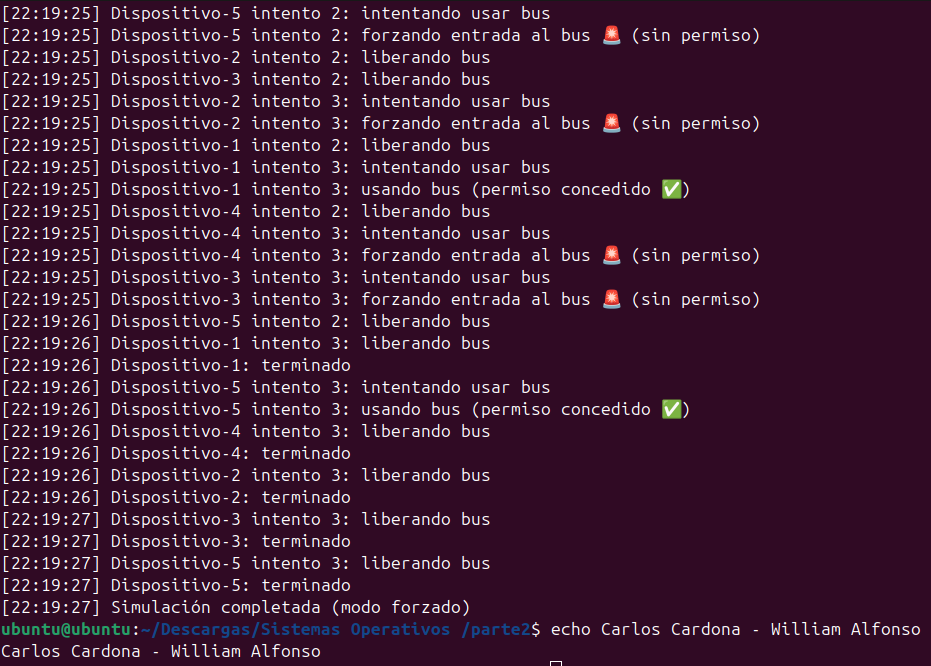 [22:19:25] Dispositivo-5 intento 2: intentando usar bus
[22:19:25] Dispositivo-5 intento 2: forzando entrada al bus 🚨 (sin permiso)
[22:19:25] Dispositivo-2 intento 2: liberando bus
[22:19:25] Dispositivo-3 intento 2: liberando bus
[22:19:25] Dispositivo-2 intento 3: intentando usar bus
[22:19:25] Dispositivo-2 intento 3: forzando entrada al bus 🚨 (sin permiso)
[22:19:25] Dispositivo-1 intento 2: liberando bus
[22:19:25] Dispositivo-1 intento 3: intentando usar bus
[22:19:25] Dispositivo-1 intento 3: usando bus (permiso concedido ✅)
[22:19:25] Dispositivo-4 intento 2: liberando bus
[22:19:25] Dispositivo-4 intento 3: intentando usar bus
[22:19:25] Dispositivo-4 intento 3: forzando entrada al bus 🚨 (sin permiso)
[22:19:25] Dispositivo-3 intento 3: intentando usar bus
[22:19:25] Dispositivo-3 intento 3: forzando entrada al bus 🚨 (sin permiso)
[22:19:26] Dispositivo-5 intento 2: liberando bus
[22:19:26] Dispositivo-1 intento 3: liberando bus
[22:19:26] Dispositivo-1: terminado
[22:19:26] Dispositivo-5 intento 3: intentando usar bus
[22:19:26] Dispositivo-5 intento 3: usando bus (permiso concedido ✅)
[22:19:26] Dispositivo-4 intento 3: liberando bus
[22:19:26] Dispositivo-4: terminado
[22:19:26] Dispositivo-2 intento 3: liberando bus
[22:19:26] Dispositivo-2: terminado
[22:19:27] Dispositivo-3 intento 3: liberando bus
[22:19:27] Dispositivo-3: terminado
[22:19:27] Dispositivo-5 intento 3: liberando bus
[22:19:27] Dispositivo-5: terminado
[22:19:27] Simulación completada (modo forzado)
ubuntu@ubuntu:~/Descargas/Sistemas Operativos /parte2$ echo Carlos Cardona - William Alfonso
Carlos Cardona - William Alfonso